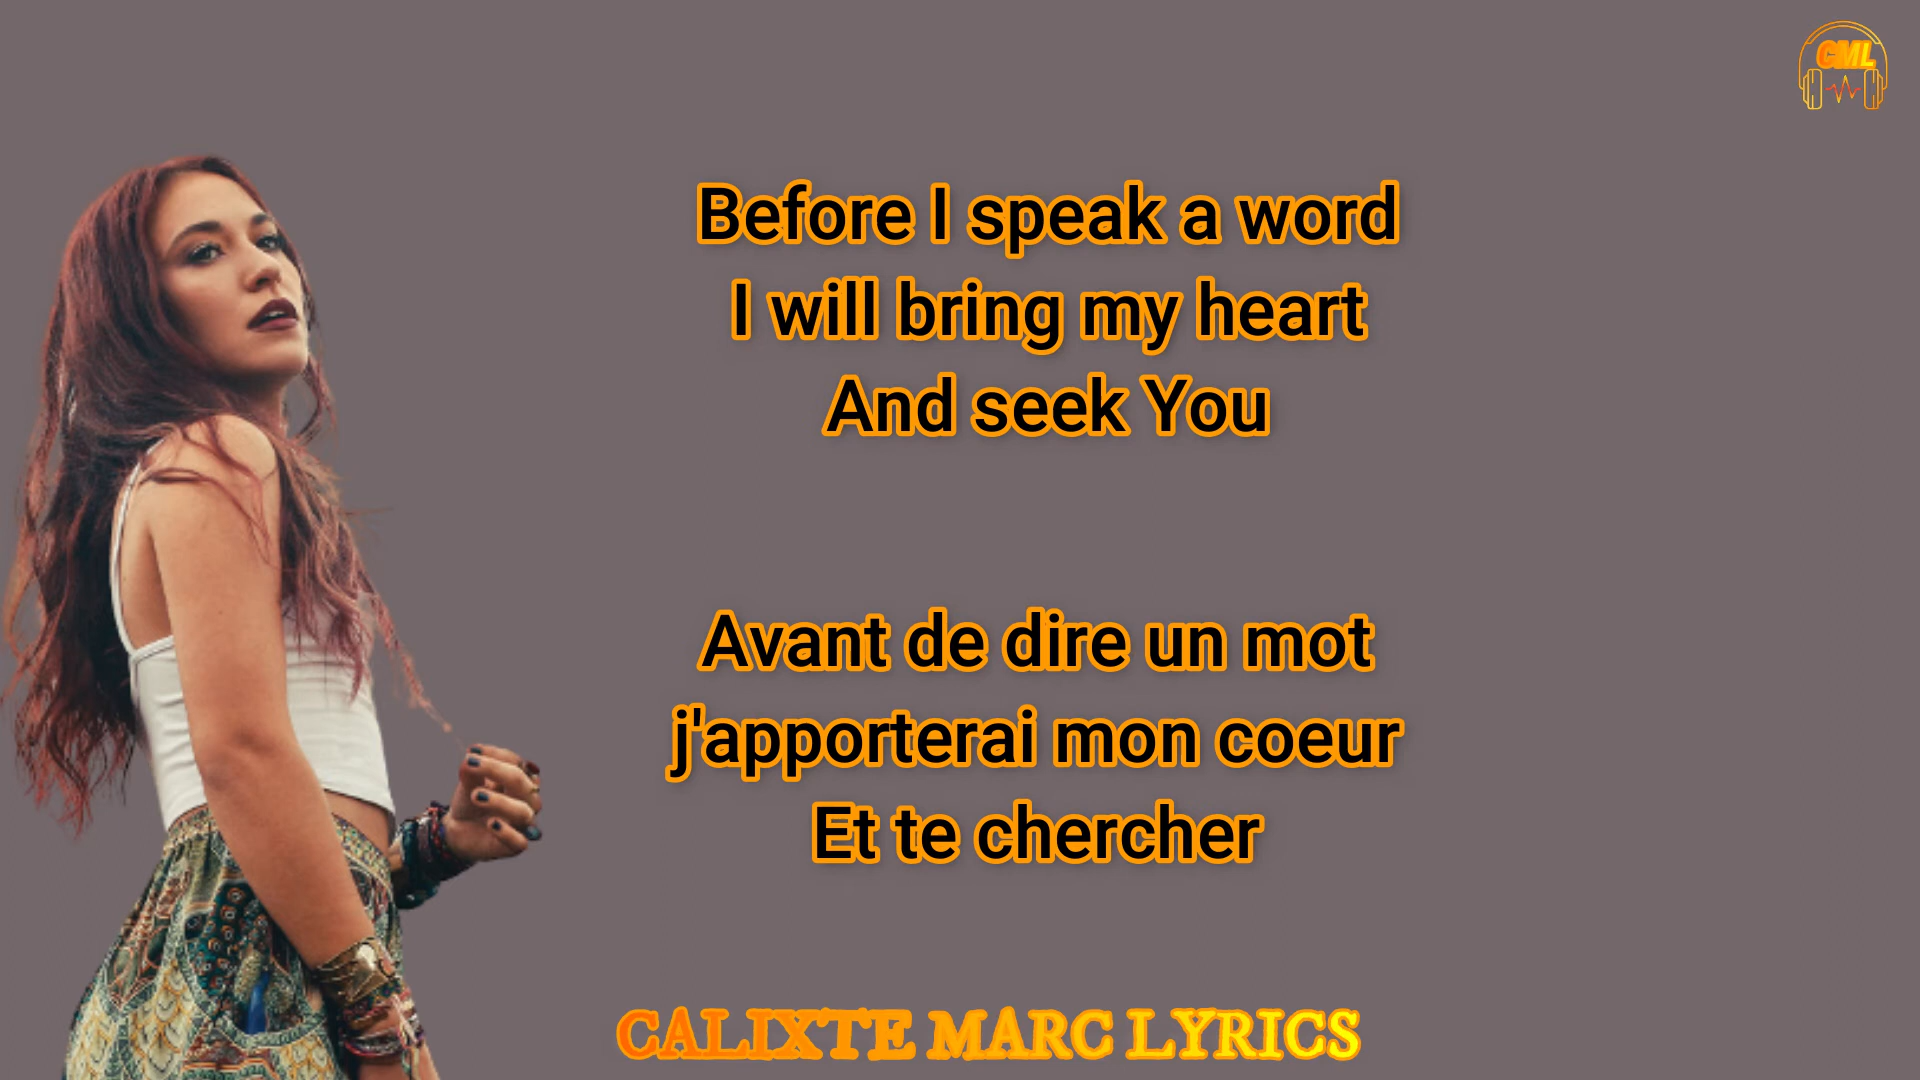 CML
Before I speak a word
I will bring my heart
And seek You
Avant de dire un mot
j'apporterai mon coeur
Et te chercher
CALIXTE MARC LYRICS